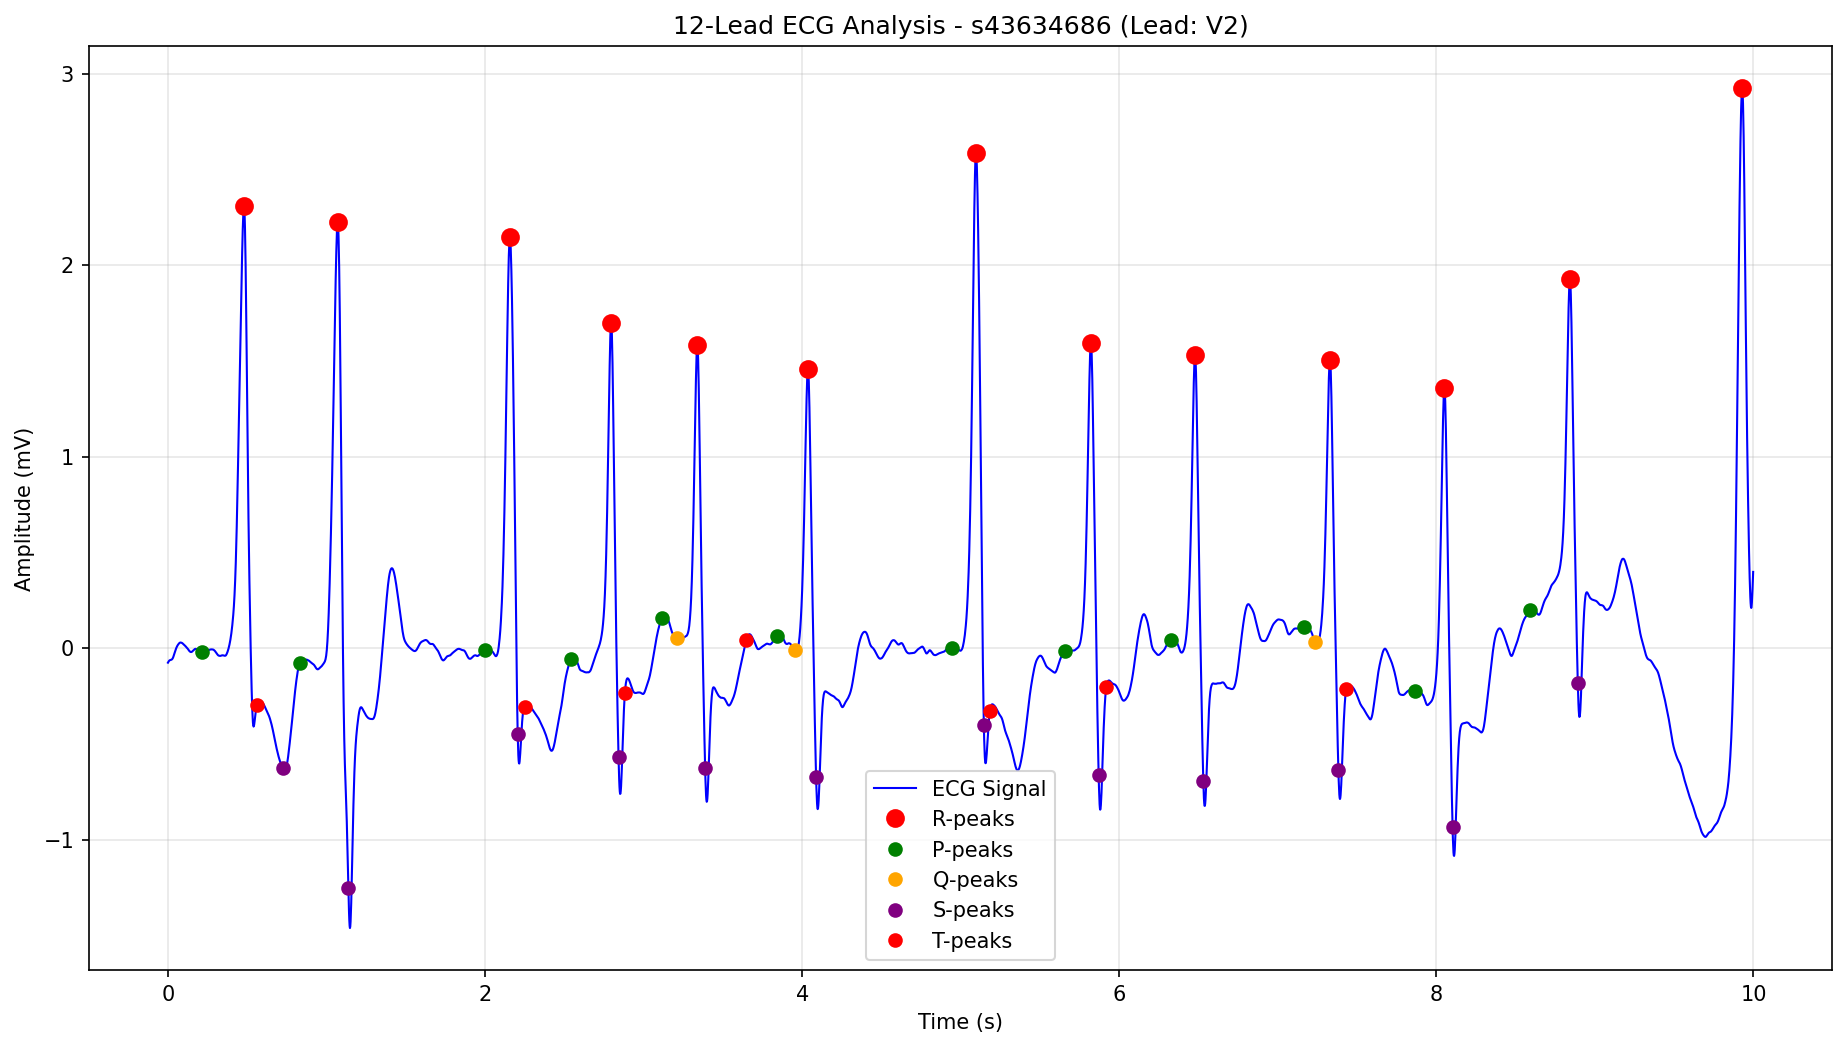 12-Lead ECG Analysis - s43634686 (Lead: V2)
Amplitude (mV)
3
2
1
0
−1
ECG Signal
R-peaks
P-peaks
Q-peaks
S-peaks
T-peaks
0 2 4 6 8 10
Time (s)